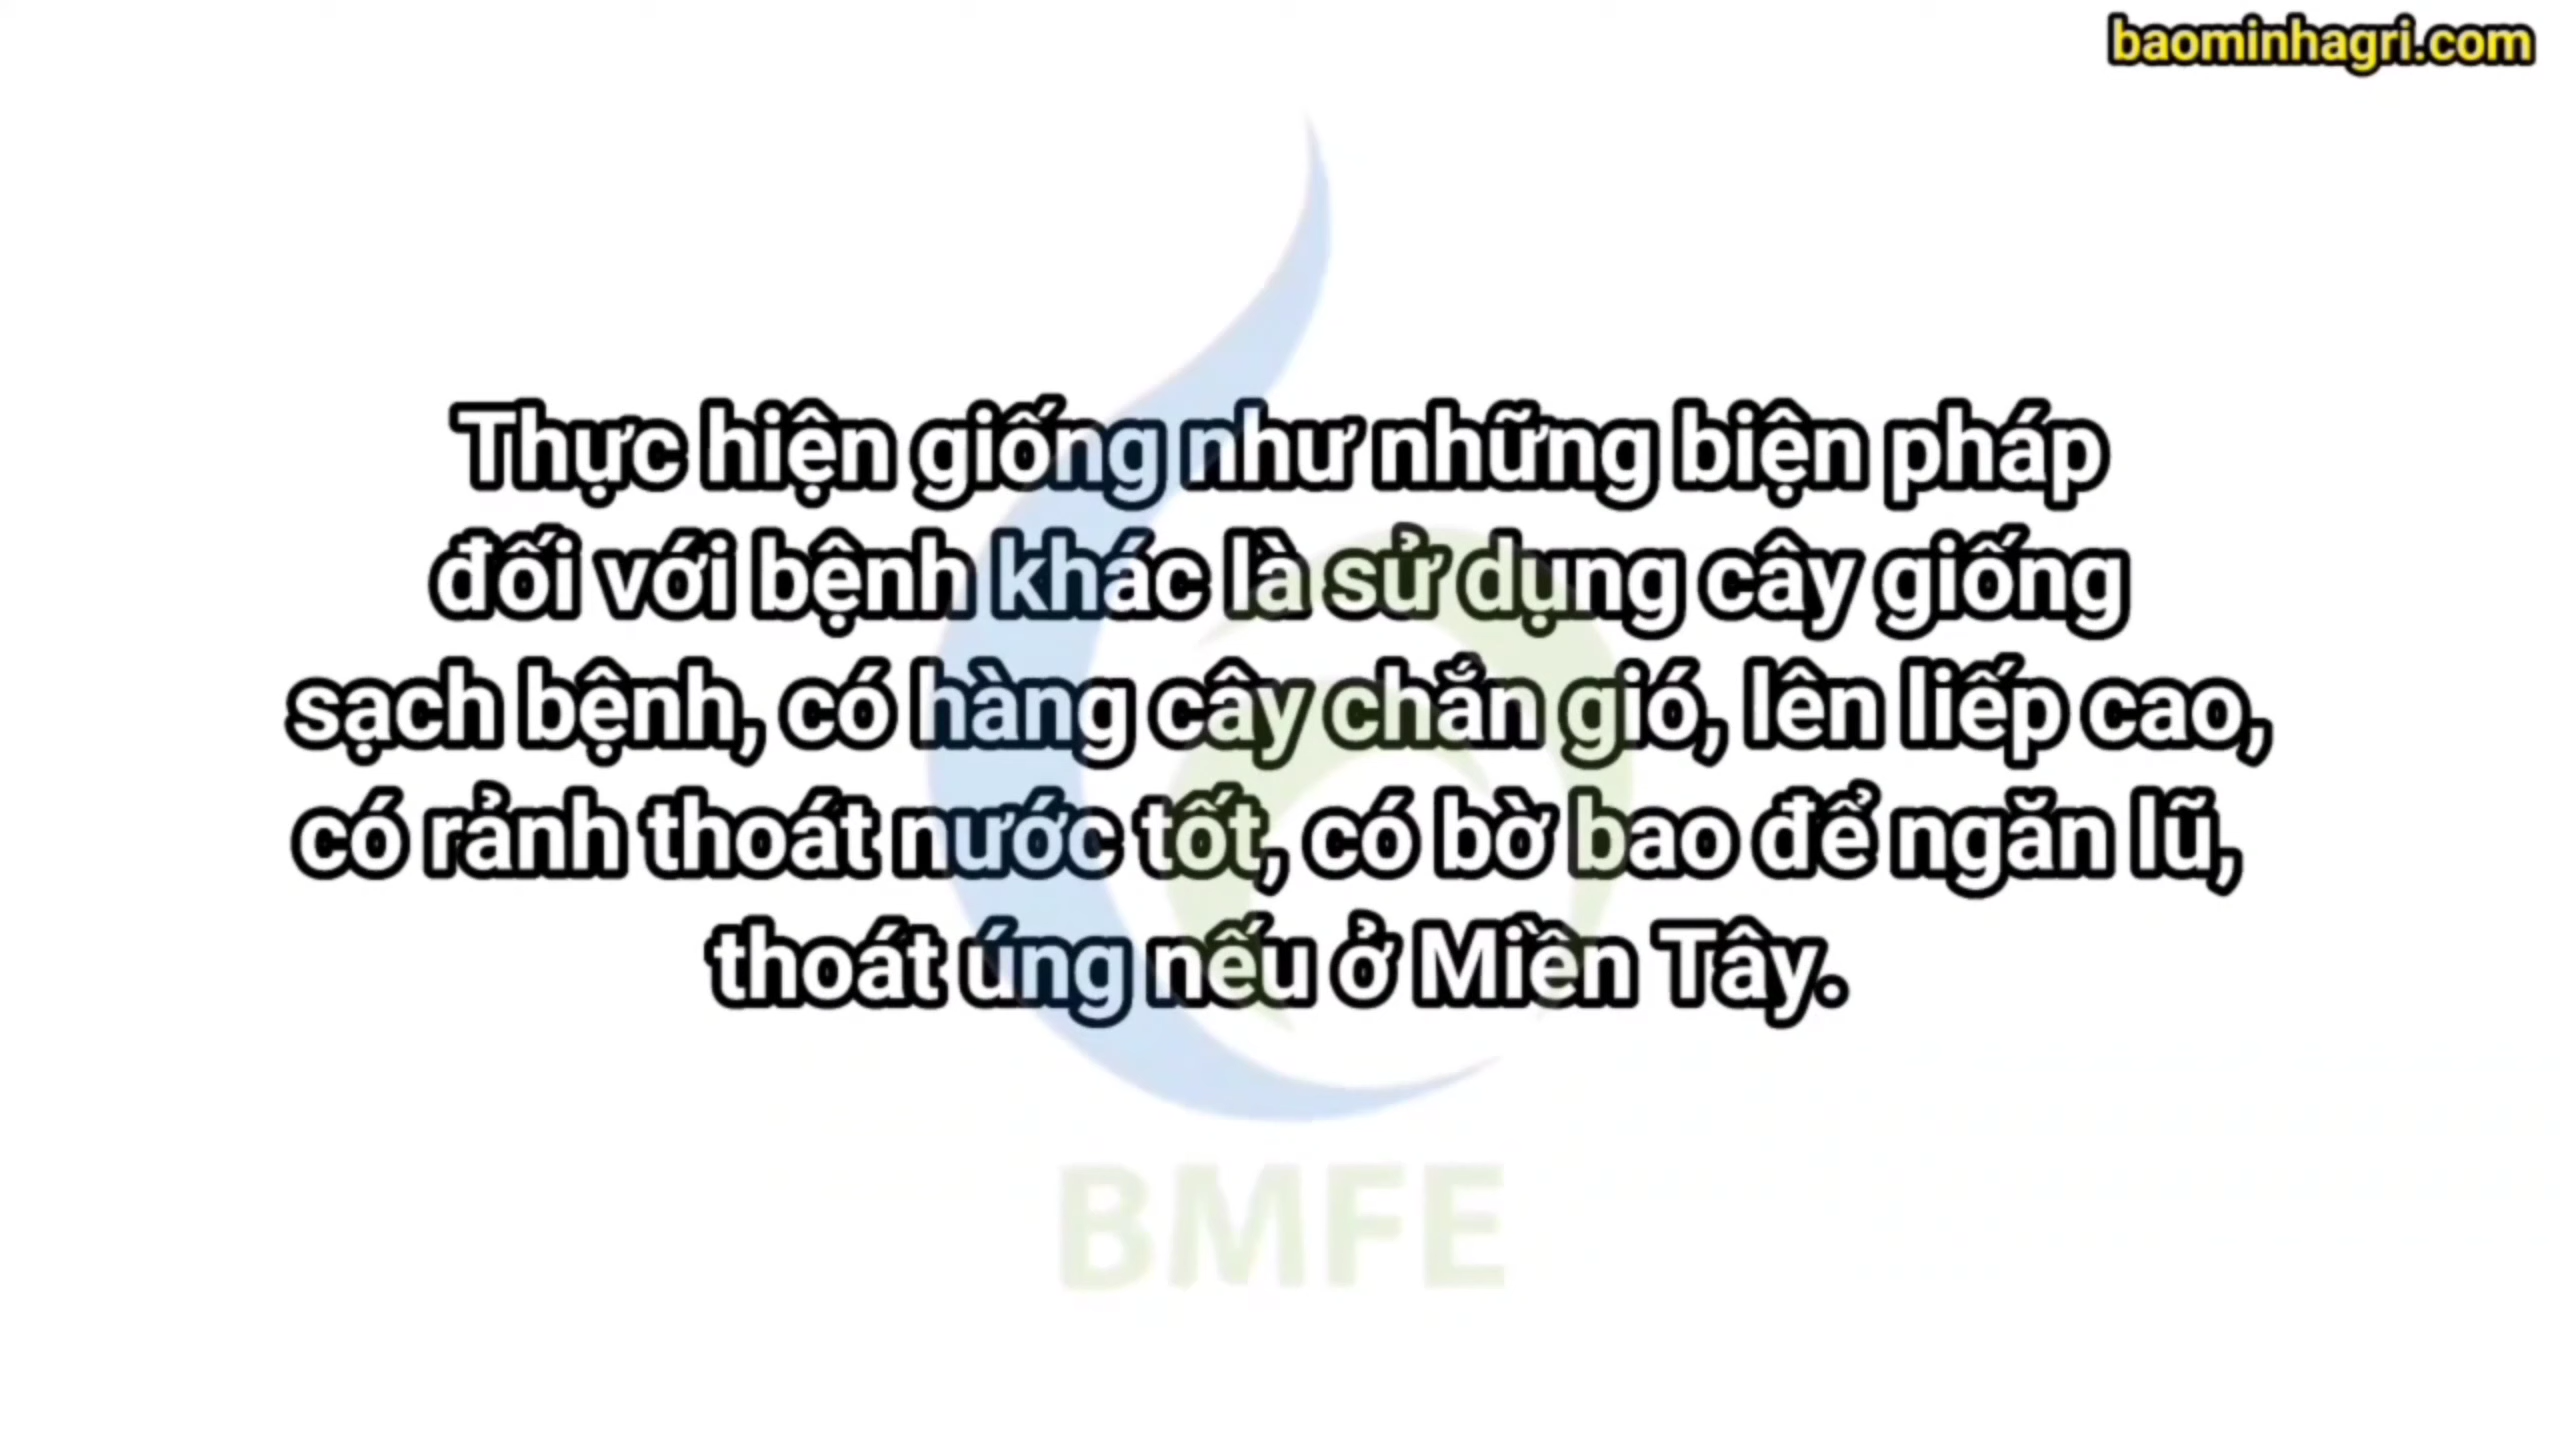 baominhagri.com
Thực hiện giống như những biện pháp
đối với bệnh khác là sử dụng cây giống
sạch bệnh, có hàng cây chắn gió, lên liếp cao,
có rảnh thoát nước tốt, có bờ bao để ngăn lũ,
thoát úng nếu ở Miền Tây.
BMFE